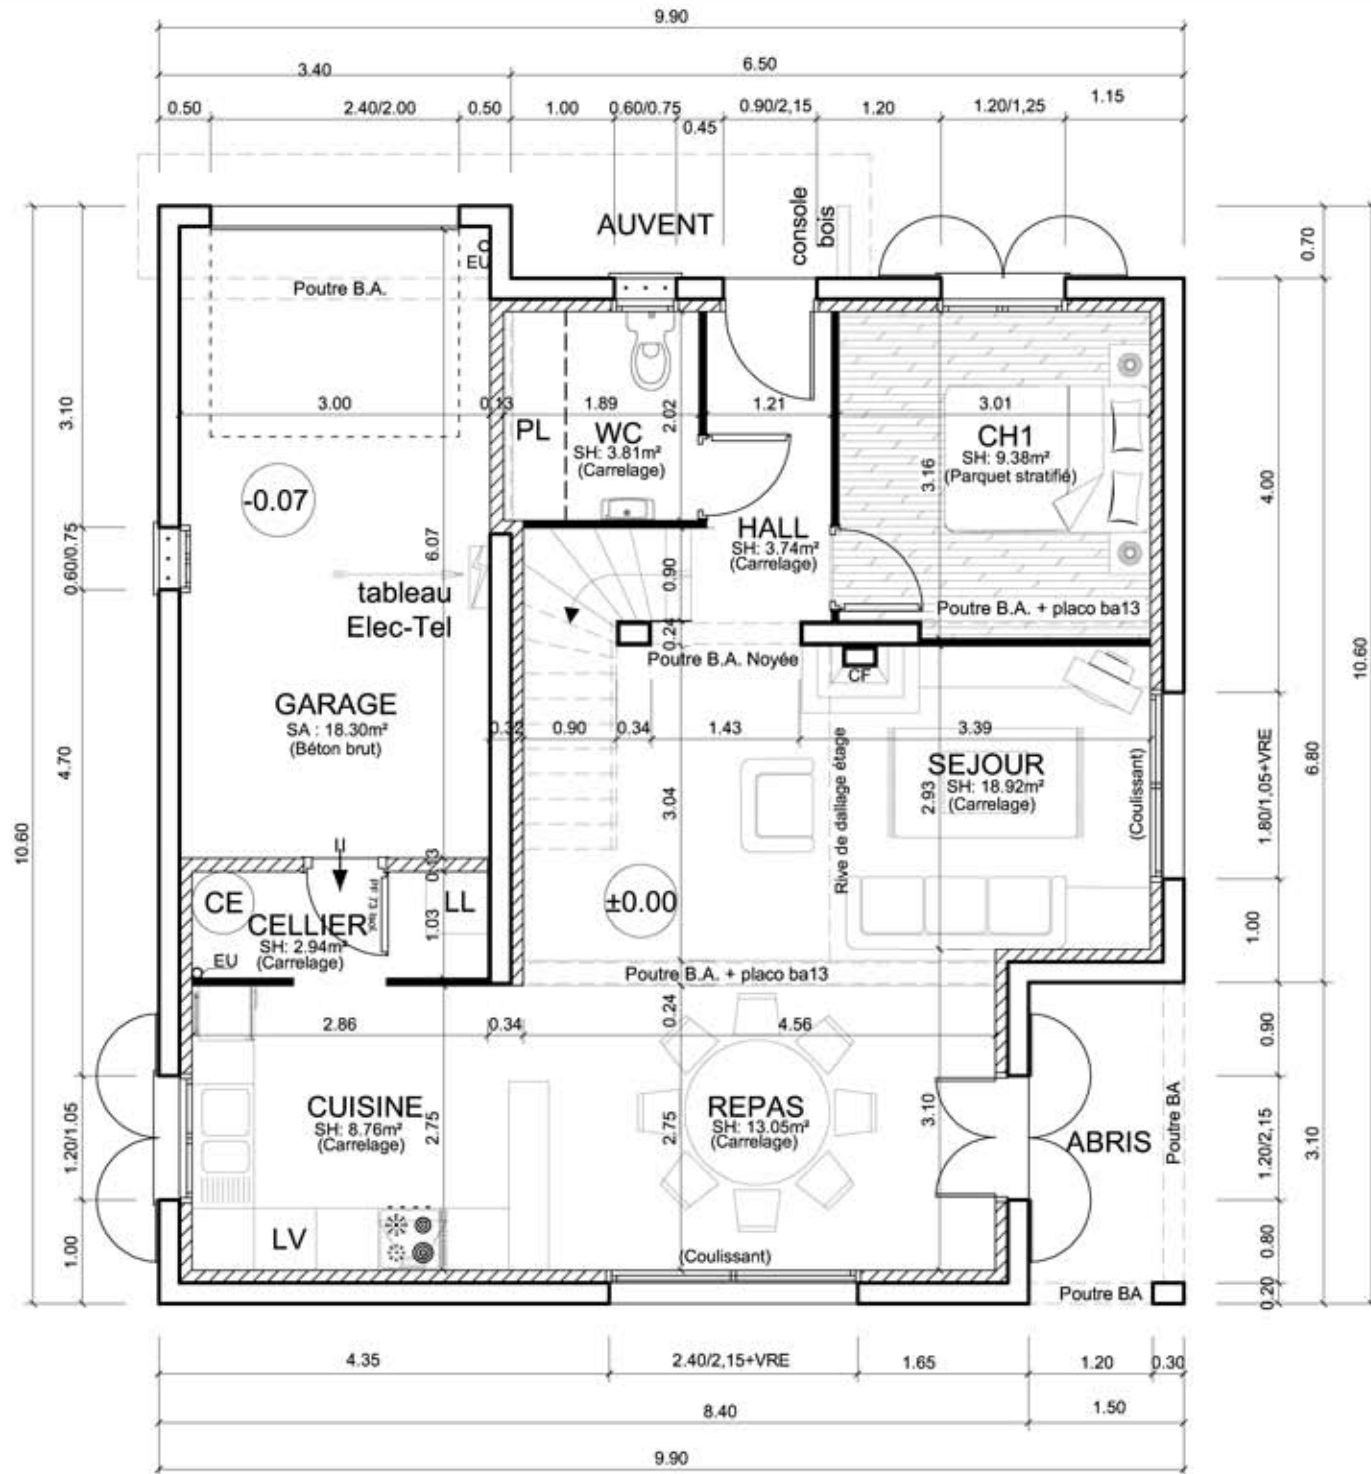 9.90
3.40
6.50
0.50
2.40/2.00
0.50
1.00
0.60/0.75
0.45
0.90/2,15
1.20
1.20/1,25
1.15
AUVENT
console
bois
0.70
EU
Poutre B.A.
3.10
3.00
0.13
1.89
2.02
1.21
3.01
PL
WC
SH: 3.81m²
(Carrelage)
CH1
SH: 9.38m²
(Parquet stratifié)
3.16
4.00
-0.07
6.07
HALL
SH: 3.74m²
(Carrelage)
0.60/0.75
tableau
Elec-Tel
0.90
Poutre B.A. + placo ba13
0.24
Poutre B.A. Noyée
CF
10.60
10.60
GARAGE
SA : 18.30m²
(Béton brut)
4.70
0.32
0.90
0.34
1.43
3.39
SEJOUR
SH: 18.92m²
(Carrelage)
2.93
3.04
Rive de dallage étage
(Coulissant)
1.80/1,05+VRE
6.80
0.13
CE
CELLIER
SH: 2.94m²
(Carrelage)
PF 73 Isol
1.03
LL
EU
±0.00
1.00
Poutre B.A. + placo ba13
0.24
2.86
0.34
4.56
0.90
CUISINE
SH: 8.76m²
(Carrelage)
2.75
REPAS
SH: 13.05m²
(Carrelage)
2.75
3.10
ABRIS
Poutre BA
1.20/1.05
1.20/2,15
3.10
1.00
LV
(Coulissant)
0.80
Poutre BA
0.20
4.35
2.40/2,15+VRE
1.65
1.20
0.30
8.40
1.50
9.90